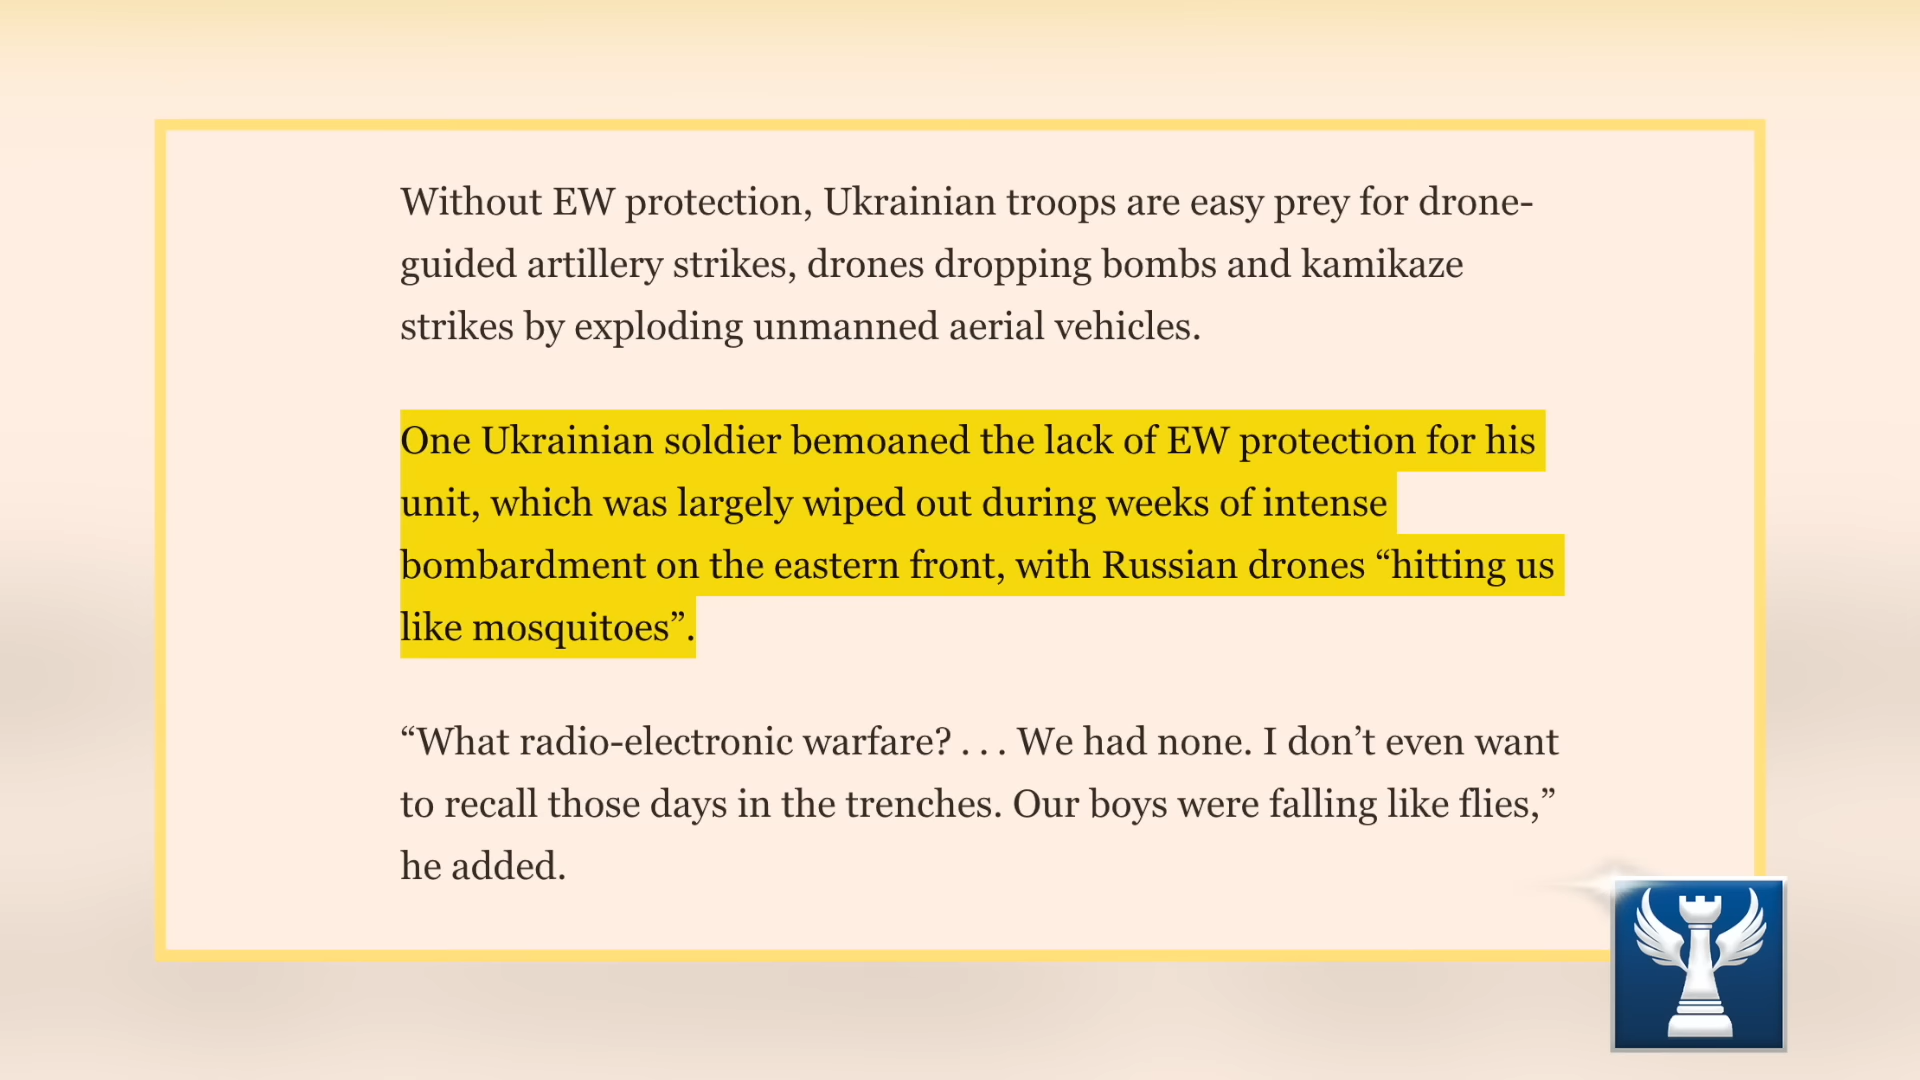 Without EW protection, Ukrainian troops are easy prey for drone-
guided artillery strikes, drones dropping bombs and kamikaze
strikes by exploding unmanned aerial vehicles.
One Ukrainian soldier bemoaned the lack of EW protection for his
unit, which was largely wiped out during weeks of intense
bombardment on the eastern front, with Russian drones “hitting us
like mosquitoes”.
“What radio-electronic warfare? . . . We had none. I don’t even want
to recall those days in the trenches. Our boys were falling like flies,”
he added.